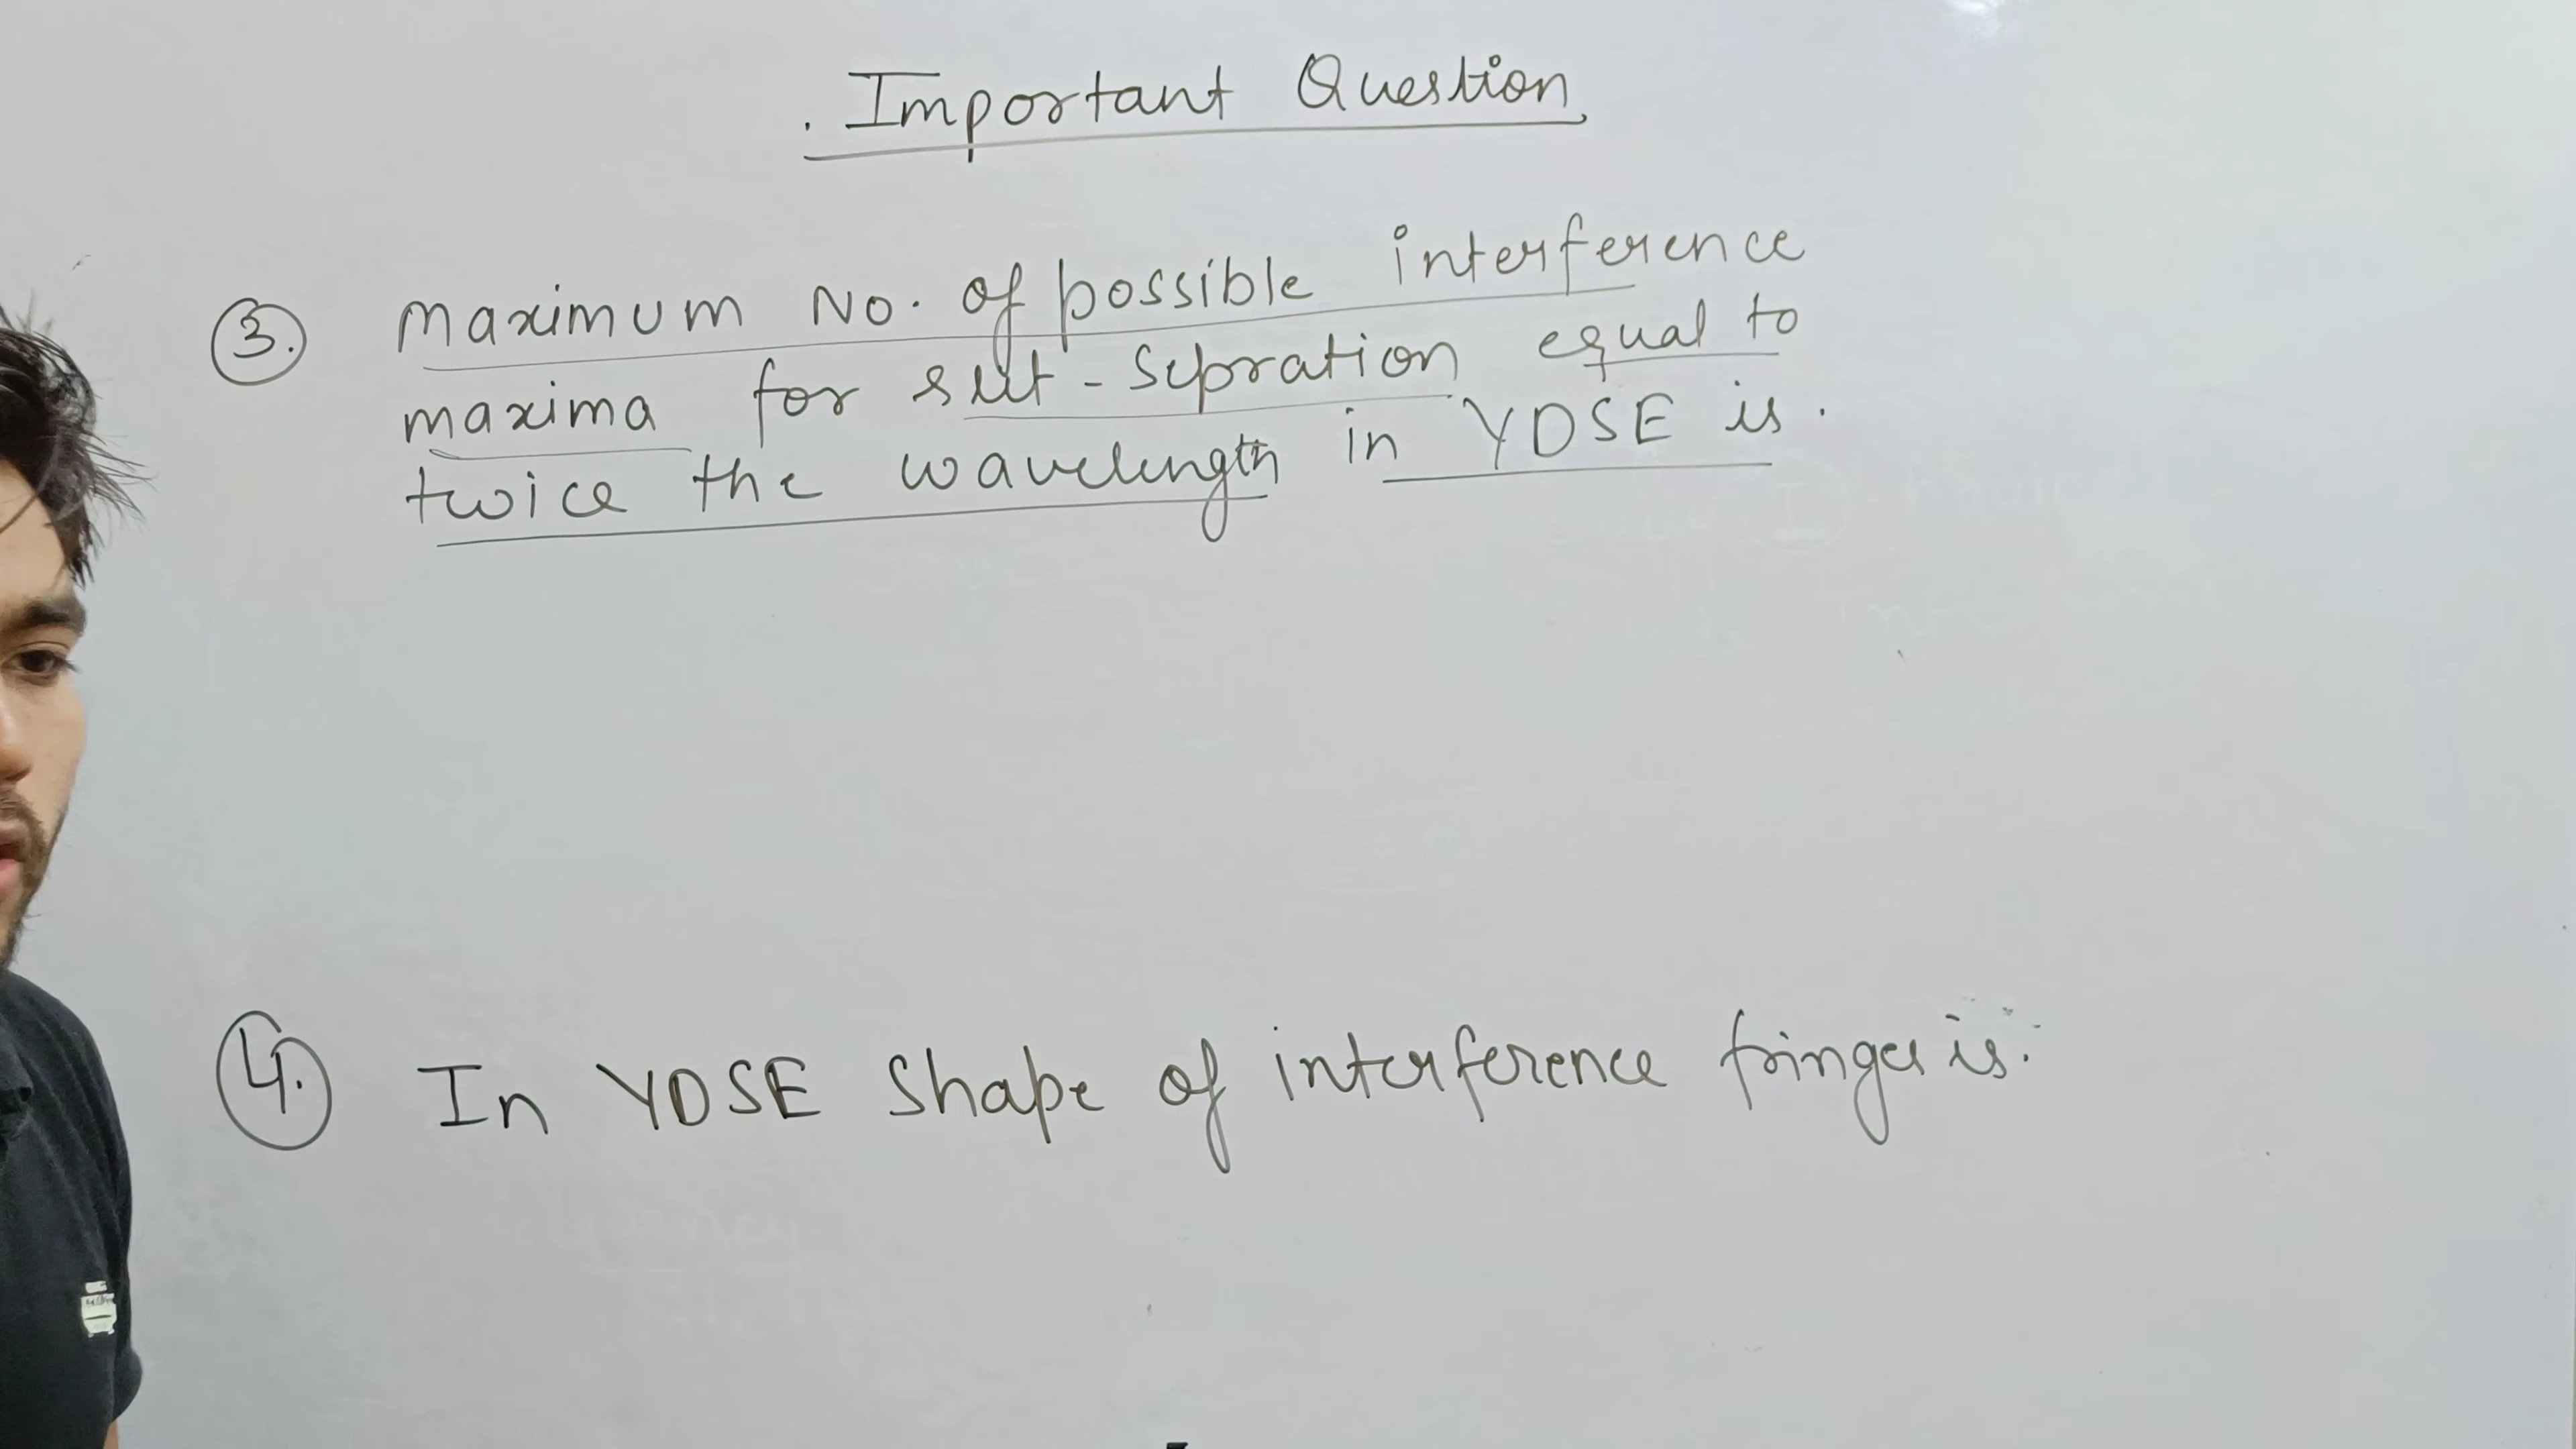 . Important Question
3. Maximum No. of possible interference
maxima for slit-sepration equal to
twice the wavelength in YDSE is.
4. In YDSE Shape of interference fringes is.